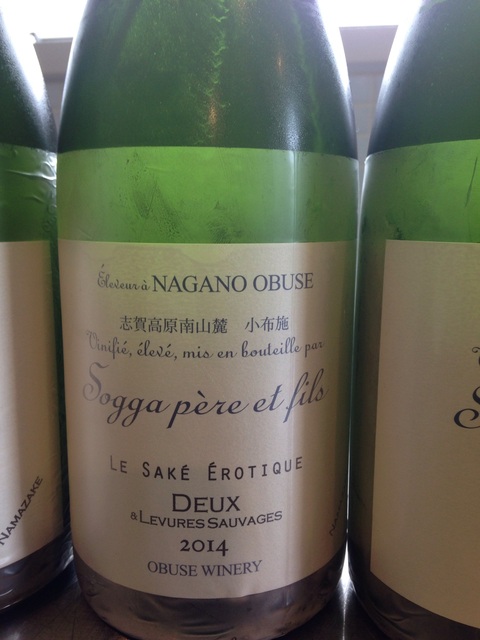 Éleveur à NAGANO OBUSE
志賀高原南山麓 小布施
Vinifié, élevé, mis en bouteille par
Sogga père et fils
LE SAKÉ ÉROTIQUE
DEUX
& LEVURES SAUVAGES
2014
OBUSE WINERY
NAMAZAKE